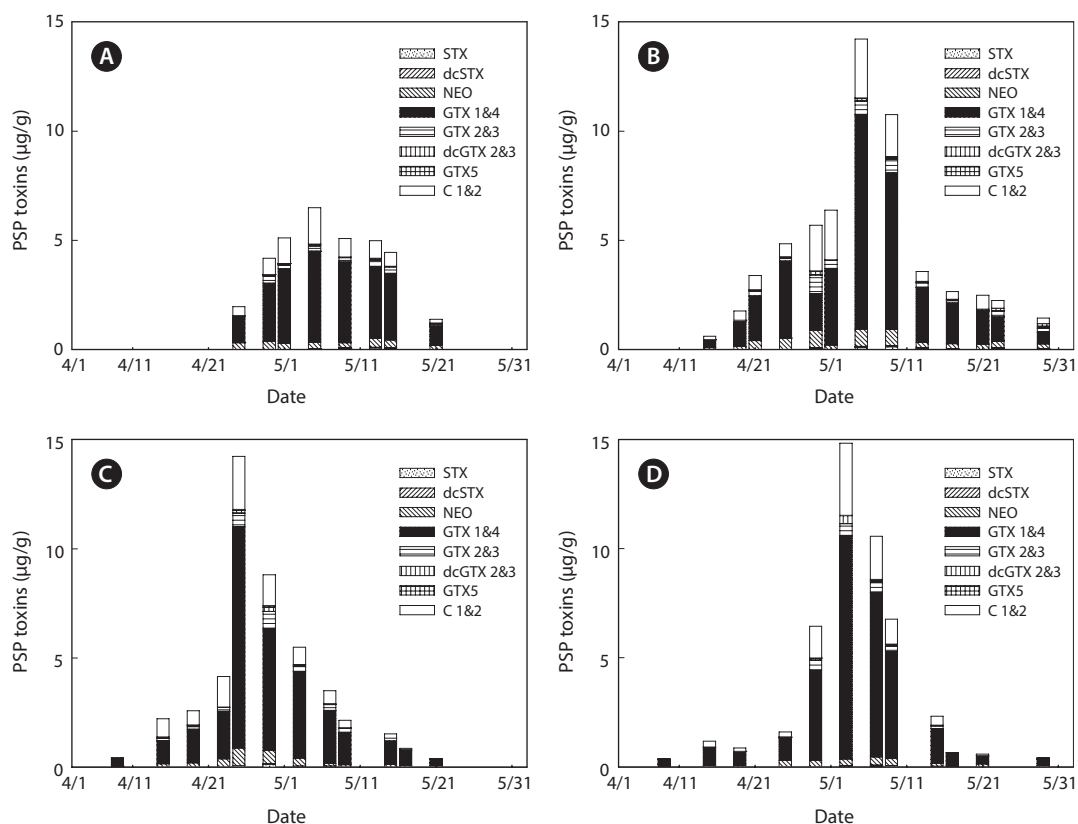 A
PSP toxins (µg/g)
15
10
5
0
4/1 4/11 4/21 5/1 5/11 5/21 5/31
Date
STX
dcSTX
NEO
GTX 1&4
GTX 2&3
dcGTX 2&3
GTX5
C 1&2
B
PSP toxins (µg/g)
15
10
5
0
4/1 4/11 4/21 5/1 5/11 5/21 5/31
Date
STX
dcSTX
NEO
GTX 1&4
GTX 2&3
dcGTX 2&3
GTX5
C 1&2
C
PSP toxins (µg/g)
15
10
5
0
4/1 4/11 4/21 5/1 5/11 5/21 5/31
Date
STX
dcSTX
NEO
GTX 1&4
GTX 2&3
dcGTX 2&3
GTX5
C 1&2
D
PSP toxins (µg/g)
15
10
5
0
4/1 4/11 4/21 5/1 5/11 5/21 5/31
Date
STX
dcSTX
NEO
GTX 1&4
GTX 2&3
dcGTX 2&3
GTX5
C 1&2